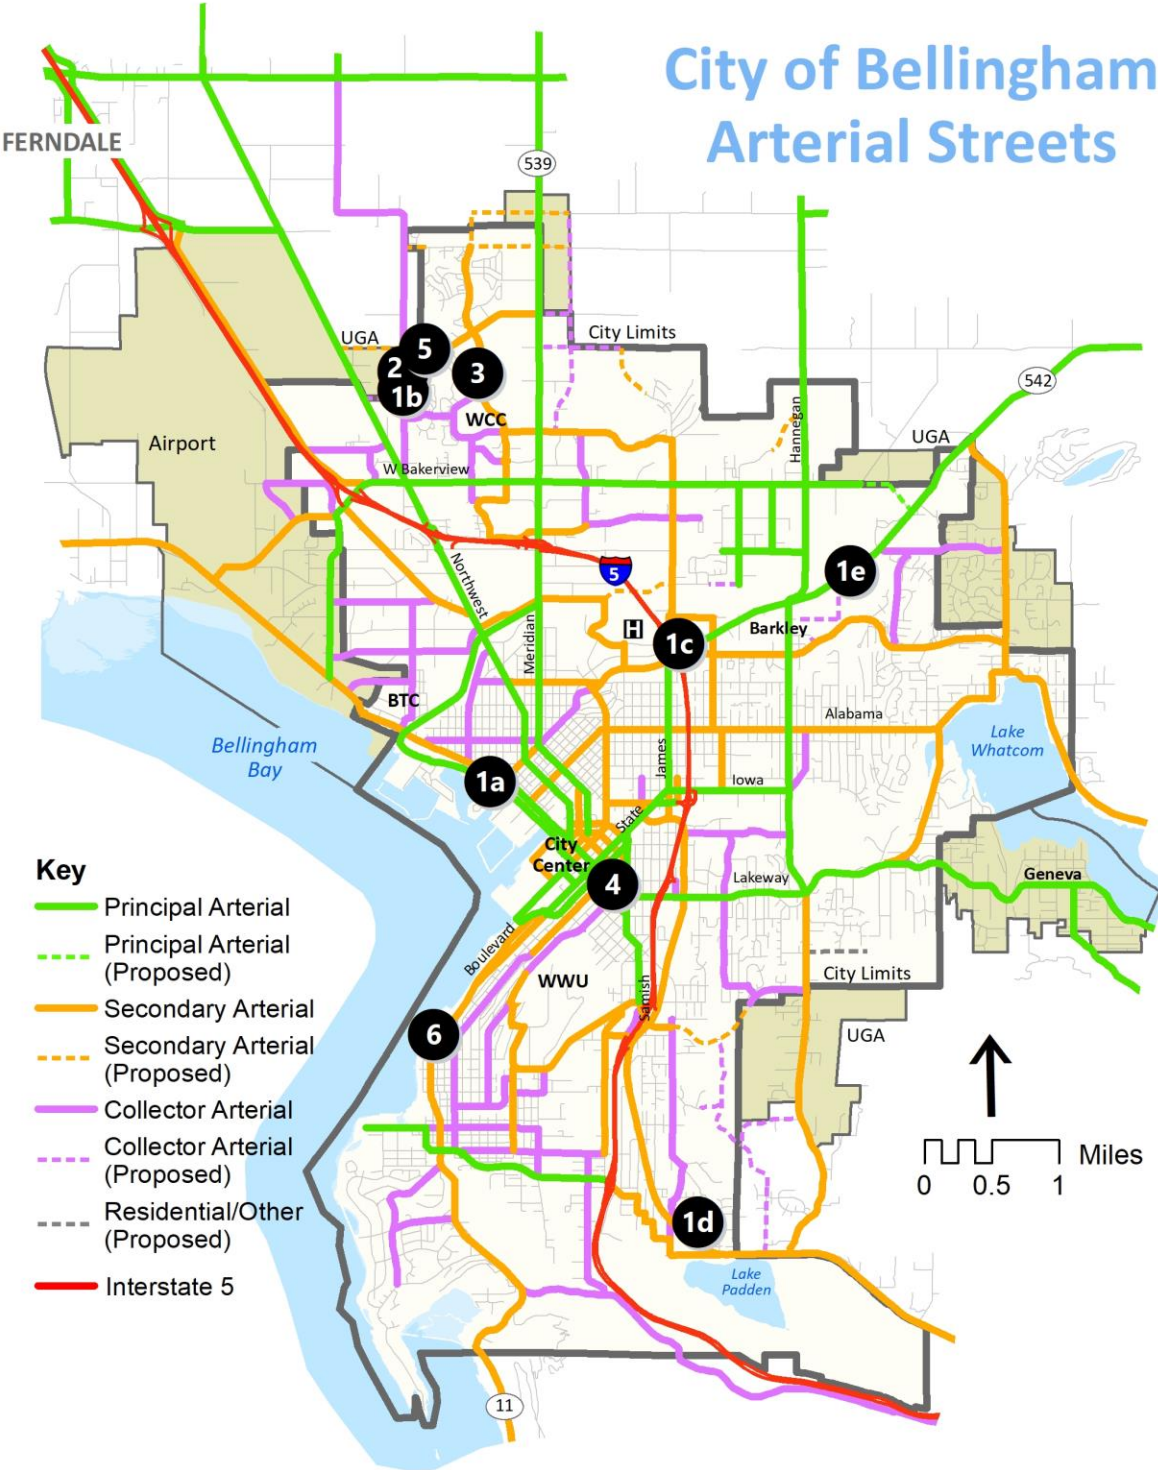 City of Bellingham
Arterial Streets
FERNDALE
539
UGA
City Limits
5
2
3
1b
542
WCC
Hannegan
UGA
Airport
W Bakerview
Northwest
5
1e
H
1c
Barkley
Meridian
BTC
Alabama
Bellingham
Bay
Lake
Whatcom
James
1a
Iowa
State
City
Center
4
Lakeway
Geneva
Boulevard
WWU
City Limits
Samish
6
UGA
Key
Principal Arterial
Principal Arterial
(Proposed)
Secondary Arterial
Secondary Arterial
(Proposed)
Collector Arterial
Collector Arterial
(Proposed)
Residential/Other
(Proposed)
Interstate 5
Miles
0 0.5 1
1d
Lake
Padden
11